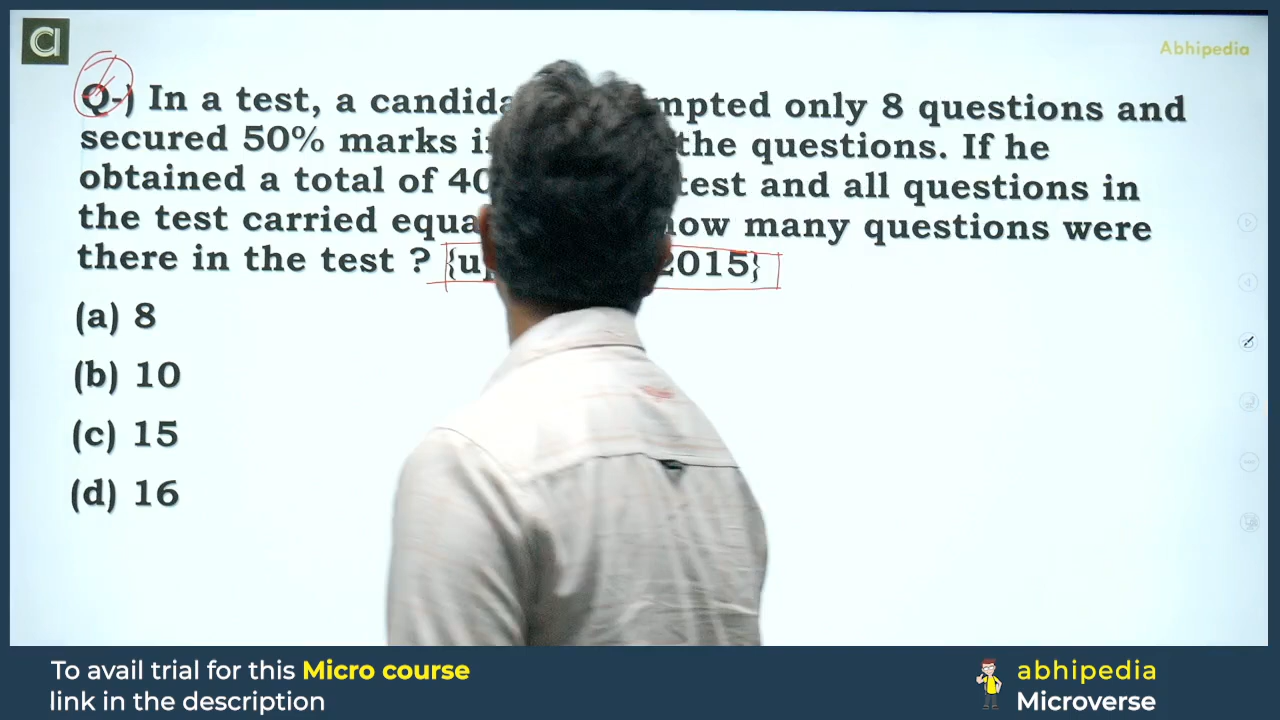 Abhipedia
Q-) In a test, a candida mpted only 8 questions and
secured 50% marks i the questions. If he
obtained a total of 40 test and all questions in
the test carried equa how many questions were
there in the test ? {u 2015}
(a) 8
(b) 10
(c) 15
(d) 16
To avail trial for this Micro course
link in the description
abhipedia
Microverse